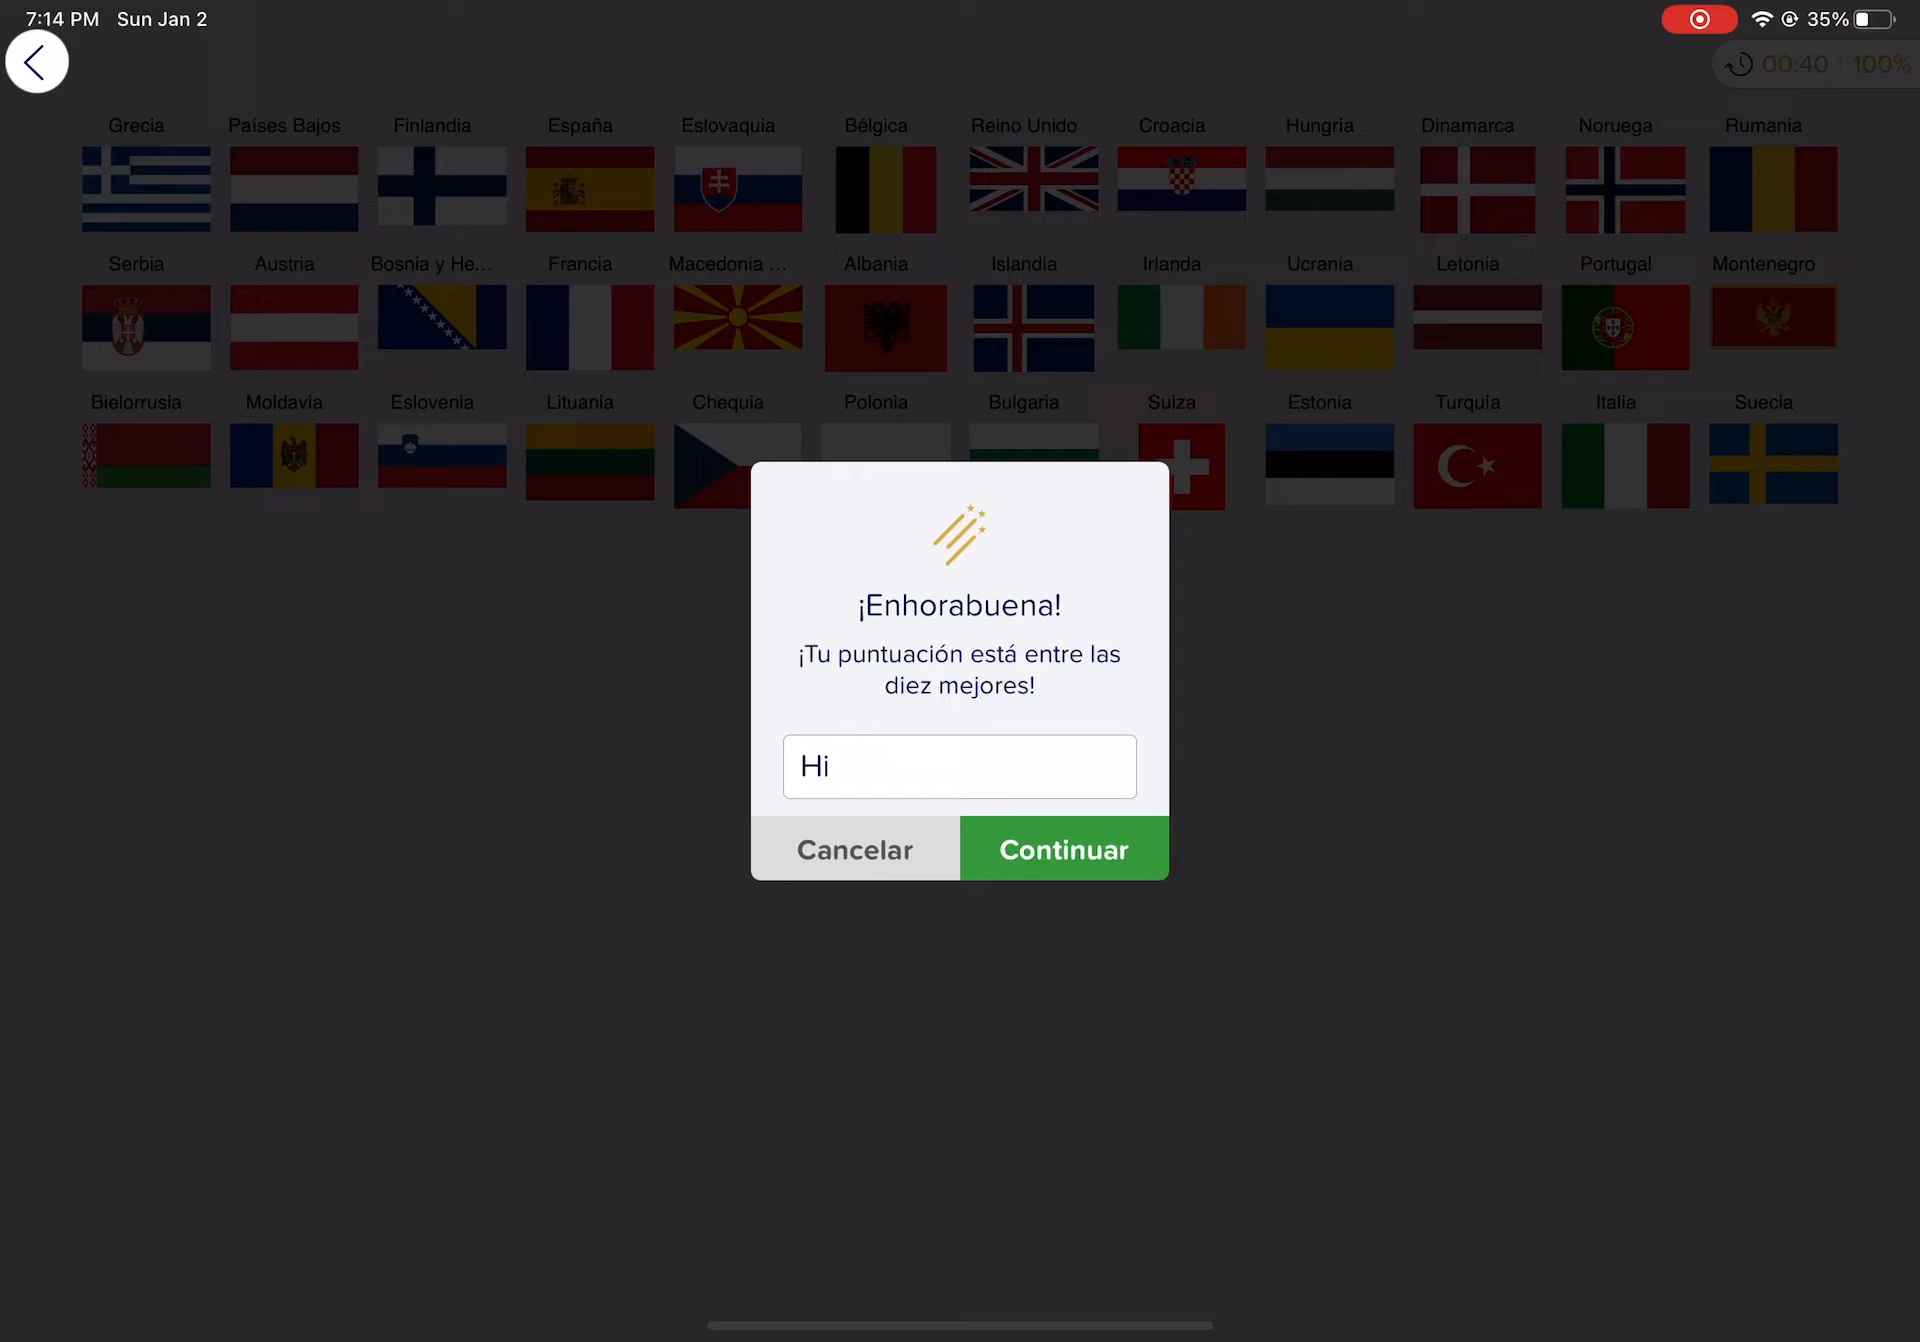 7:14 PM Sun Jan 2
35%
00:40 | 100%
Grecia Países Bajos Finlandia España Eslovaquia Bélgica Reino Unido Croacia Hungría Dinamarca Noruega Rumania
Serbia Austria Bosnia y He... Francia Macedonia ... Albania Islandia Irlanda Ucrania Letonia Portugal Montenegro
Bielorrusia Moldavia Eslovenia Lituania Chequia Polonia Bulgaria Suiza Estonia Turquía Italia Suecia
¡Enhorabuena!
¡Tu puntuación está entre las
diez mejores!
Hi
Cancelar Continuar